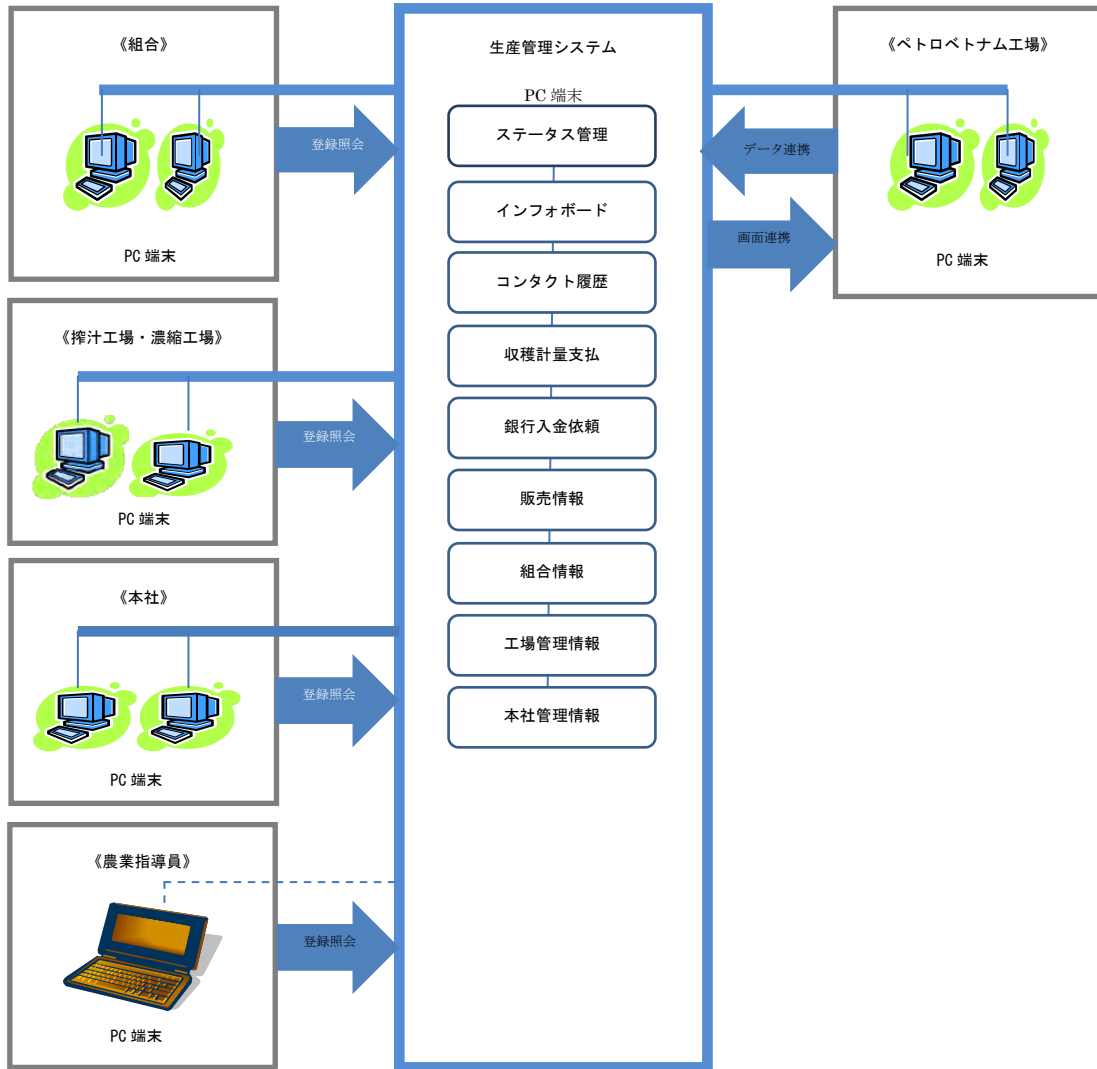 《組合》
登録照会
PC 端末
《搾汁工場・濃縮工場》
登録照会
PC 端末
《本社》
登録照会
PC 端末
《農業指導員》
登録照会
PC 端末
生産管理システム
PC 端末
ステータス管理
インフォボード
コンタクト履歴
収穫計量支払
銀行入金依頼
販売情報
組合情報
工場管理情報
本社管理情報
《ペトロベトナム工場》
データ連携
画面連携
PC 端末